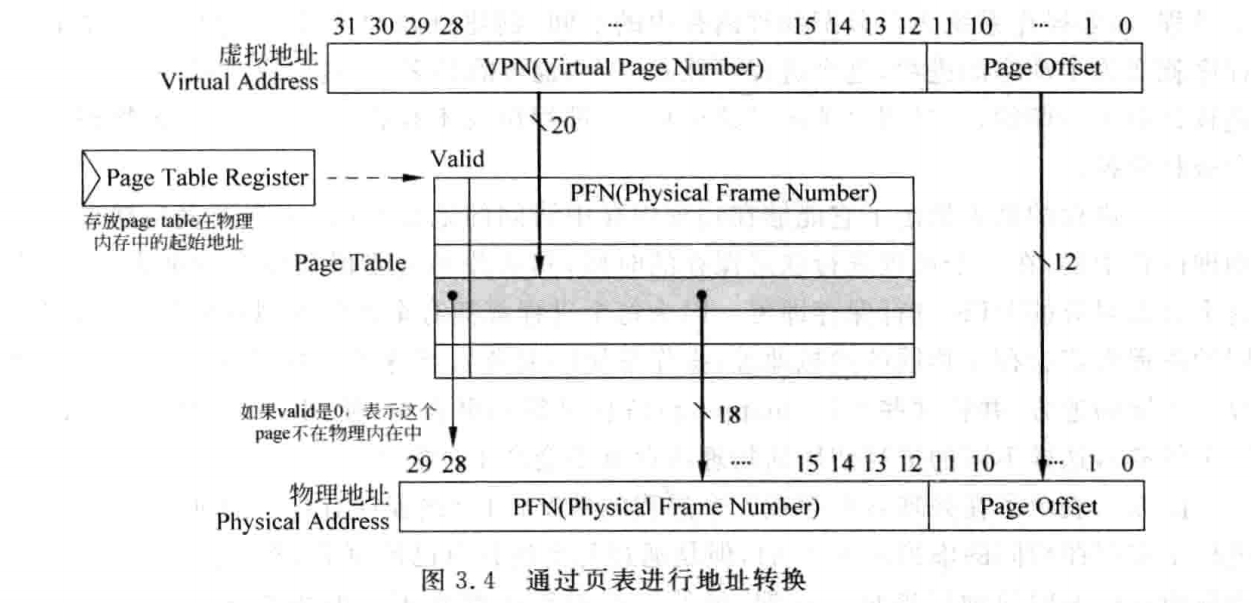 31 30 29 28 ... 15 14 13 12 11 10 ... 1 0
虚拟地址
Virtual Address
VPN(Virtual Page Number)
Page Offset
20
Valid
Page Table Register
PFN(Physical Frame Number)
存放page table在物理
内存中的起始地址
Page Table
12
如果valid是0，表示这个
page不在物理内在中
18
29 28 .... 15 14 13 12 11 10 ... 1 0
物理地址
Physical Address
PFN(Physical Frame Number)
Page Offset
图 3.4 通过页表进行地址转换